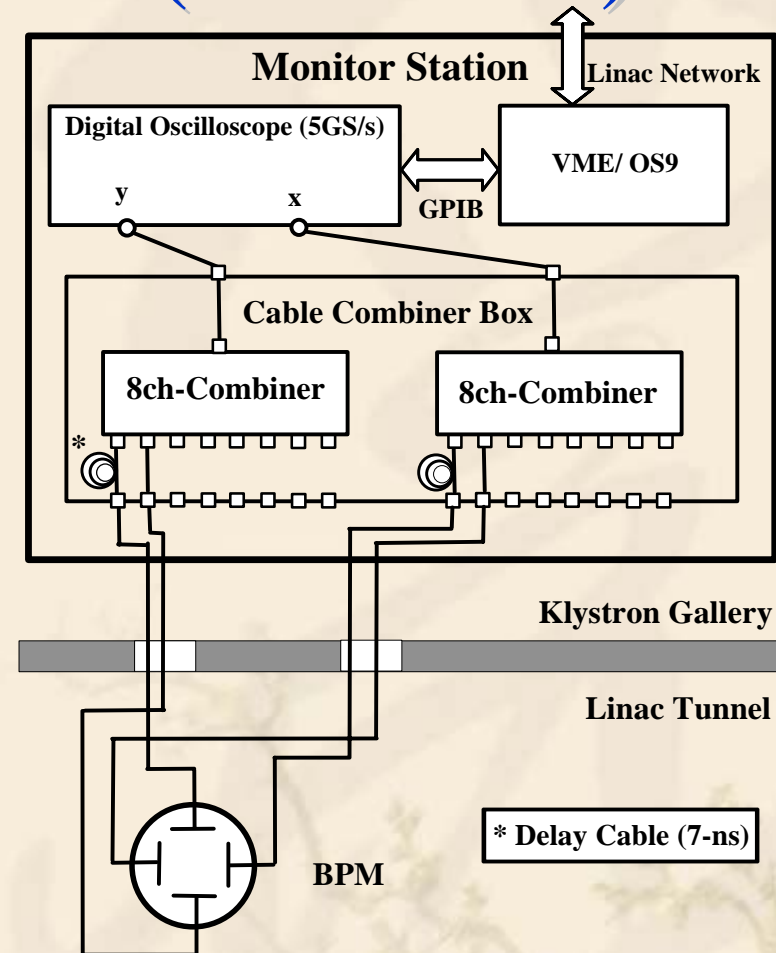 Monitor Station
Linac Network
Digital Oscilloscope (5GS/s)
VME/ OS9
y
x
GPIB
Cable Combiner Box
8ch-Combiner
8ch-Combiner
*
Klystron Gallery
Linac Tunnel
* Delay Cable (7-ns)
BPM